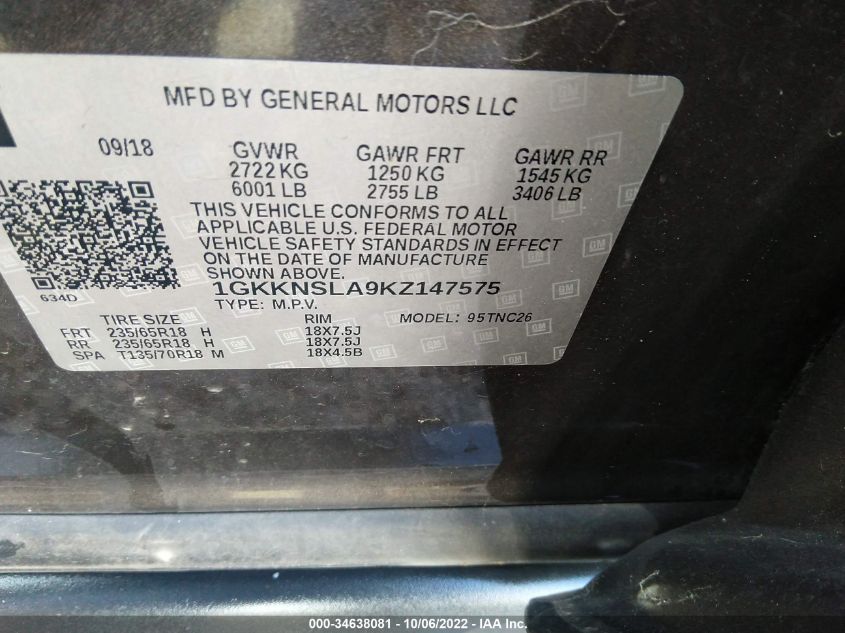 MFD BY GENERAL MOTORS LLC
09/18 GVWR GAWR FRT GAWR RR
2722 KG 1250 KG 1545 KG
6001 LB 2755 LB 3406 LB
THIS VEHICLE CONFORMS TO ALL
APPLICABLE U.S. FEDERAL MOTOR
VEHICLE SAFETY STANDARDS IN EFFECT
ON THE DATE OF MANUFACTURE
SHOWN ABOVE.
634D 1GKKNSLA9KZ147575
TYPE: M.P.V. MODEL: 95TNC26
TIRE SIZE RIM
FRT 235/65R18 H 18X7.5J
RR 235/65R18 H 18X7.5J
SPA T135/70R18 M 18X4.5B
000-34638081 - 10/06/2022 - IAA Inc.